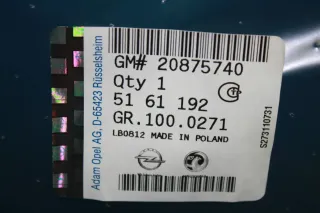 Adam Opel AG, D-65423 Rüsselsheim
GM# 20875740
Qty 1
51 61 192
GR.100.0271
LB0812 MADE IN POLAND
S273110731